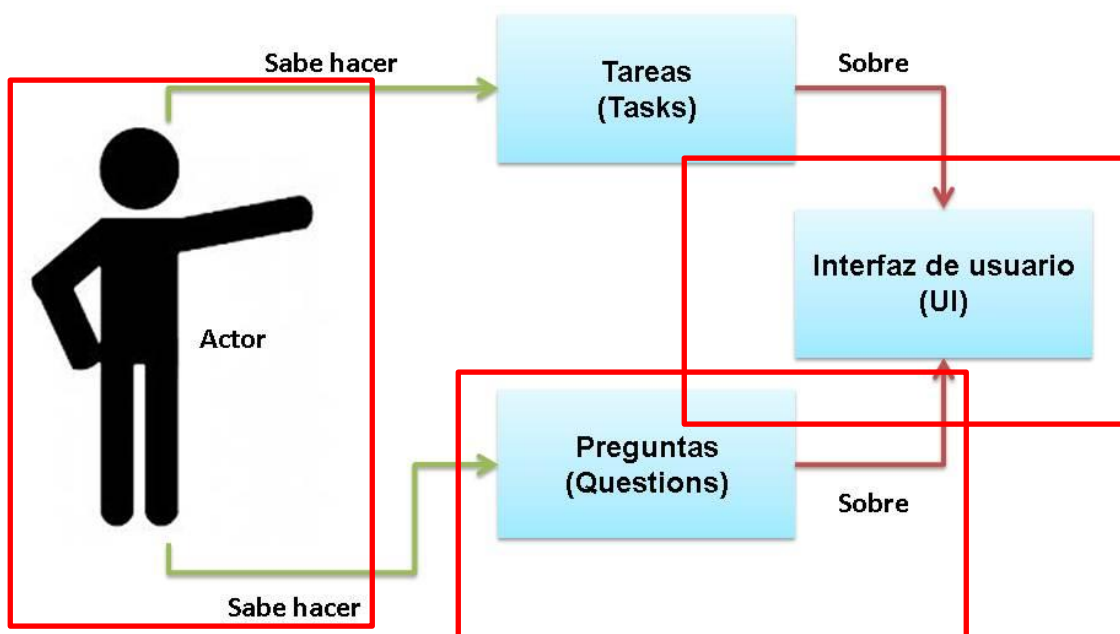 Sabe hacer
Tareas
(Tasks)
Sobre
Interfaz de usuario
(UI)
Actor
Preguntas
(Questions)
Sobre
Sabe hacer